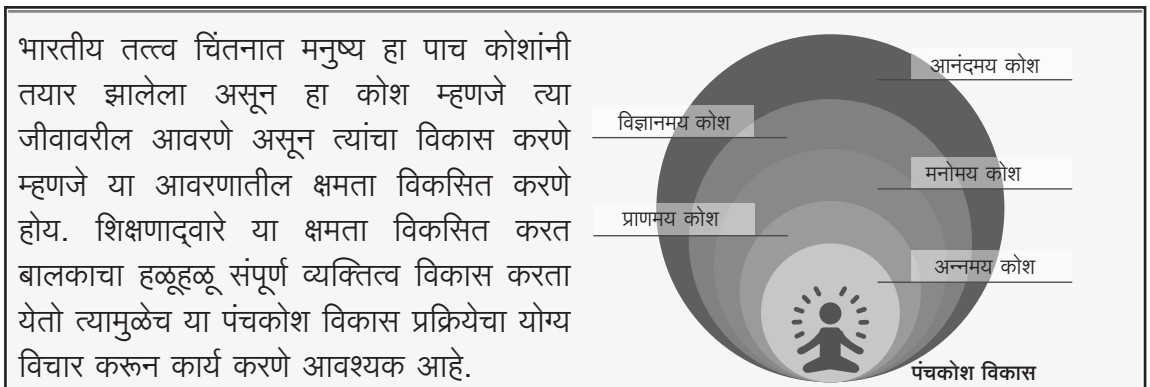 भारतीय तत्त्व चिंतनात मनुष्य हा पाच कोशांनी
तयार झालेला असून हा कोश म्हणजे त्या
जीवावरील आवरणे असून त्यांचा विकास करणे
म्हणजे या आवरणातील क्षमता विकसित करणे
होय. शिक्षणाद्‌वारे या क्षमता विकसित करत
बालकाचा हळूहळू संपूर्ण व्यक्तित्व विकास करता
येतो त्यामुळेच या पंचकोश विकास प्रक्रियेचा योग्य
विचार करून कार्य करणे आवश्यक आहे.
आनंदमय कोश
विज्ञानमय कोश
मनोमय कोश
प्राणमय कोश
अन्नमय कोश
पंचकोश विकास